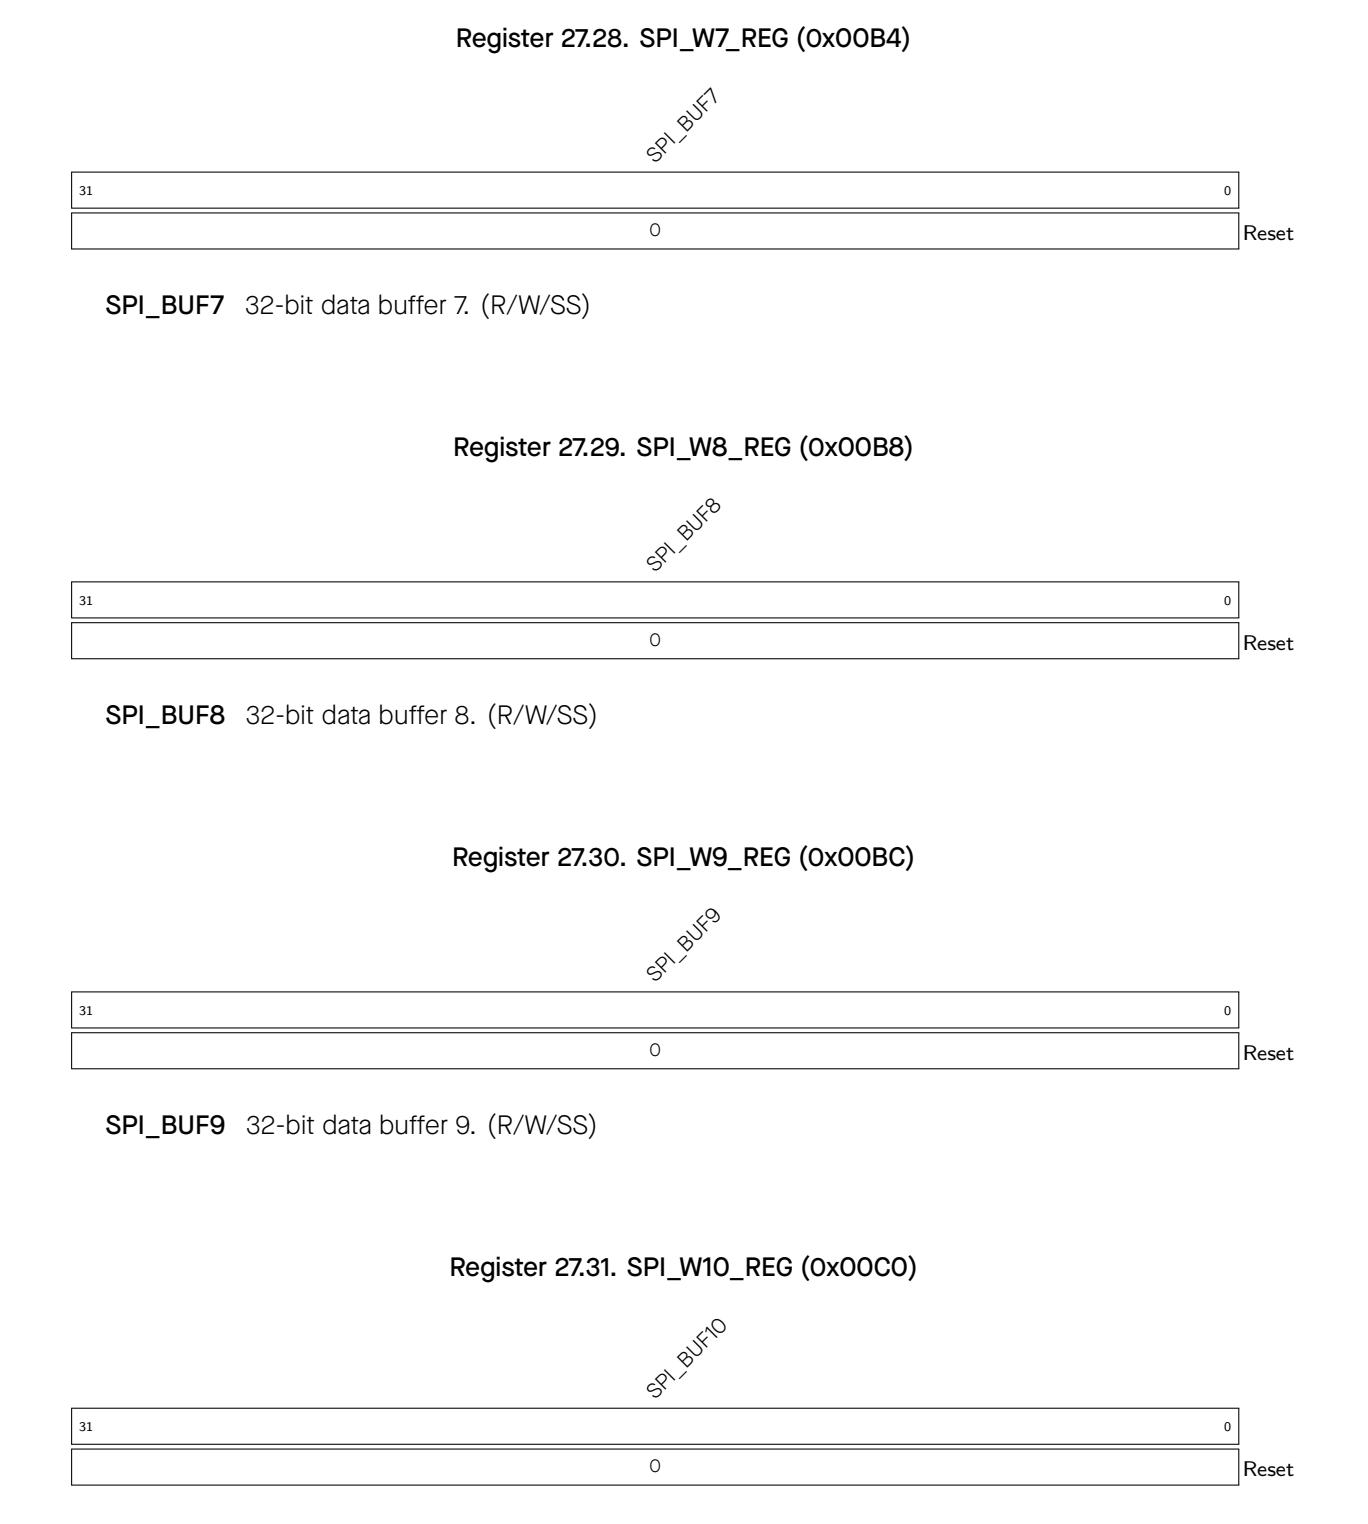 Register 27.28. SPI_W7_REG (0x00B4)
SPI_BUF7
31 0
0 Reset
SPI_BUF7 32-bit data buffer 7. (R/W/SS)
Register 27.29. SPI_W8_REG (0x00B8)
SPI_BUF8
31 0
0 Reset
SPI_BUF8 32-bit data buffer 8. (R/W/SS)
Register 27.30. SPI_W9_REG (0x00BC)
SPI_BUF9
31 0
0 Reset
SPI_BUF9 32-bit data buffer 9. (R/W/SS)
Register 27.31. SPI_W10_REG (0x00C0)
SPI_BUF10
31 0
0 Reset